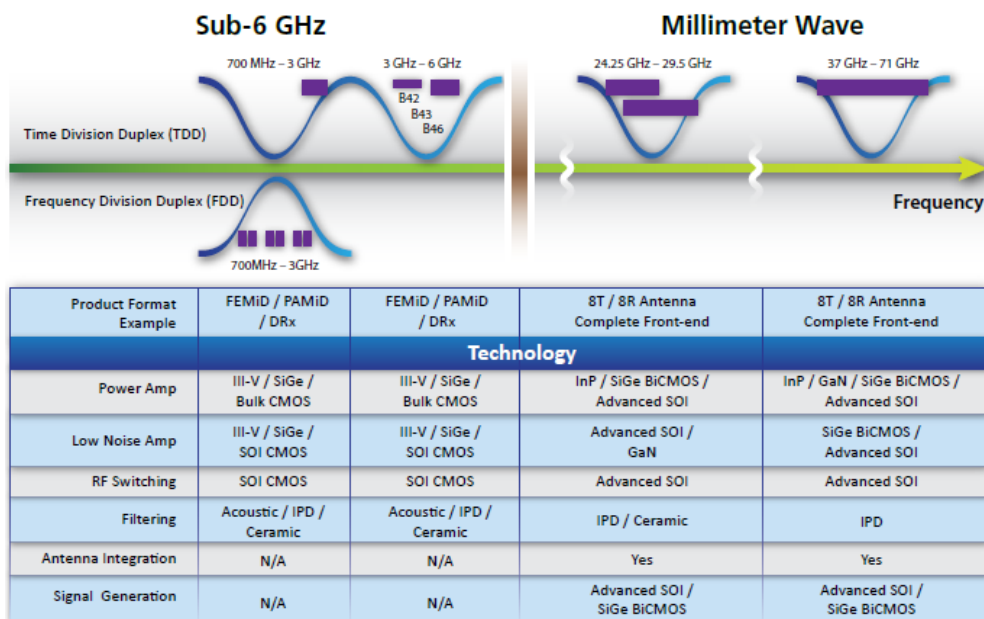 Sub-6 GHz
Millimeter Wave
700 MHz – 3 GHz
3 GHz – 6 GHz
24.25 GHz – 29.5 GHz
37 GHz – 71 GHz
B42
B43
B46
Time Division Duplex (TDD)
Frequency Division Duplex (FDD)
Frequency
700MHz – 3GHz
Product Format
Example
FEMiD / PAMiD
/ DRx
FEMiD / PAMiD
/ DRx
8T / 8R Antenna
Complete Front-end
8T / 8R Antenna
Complete Front-end
Technology
Power Amp
III-V / SiGe /
Bulk CMOS
III-V / SiGe /
Bulk CMOS
InP / SiGe BiCMOS /
Advanced SOI
InP / GaN / SiGe BiCMOS /
Advanced SOI
Low Noise Amp
III-V / SiGe /
SOI CMOS
III-V / SiGe /
SOI CMOS
Advanced SOI /
GaN
SiGe BiCMOS /
Advanced SOI
RF Switching
SOI CMOS
SOI CMOS
Advanced SOI
Advanced SOI
Filtering
Acoustic / IPD /
Ceramic
Acoustic / IPD /
Ceramic
IPD / Ceramic
IPD
Antenna Integration
N/A
N/A
Yes
Yes
Signal Generation
N/A
N/A
Advanced SOI /
SiGe BiCMOS
Advanced SOI /
SiGe BiCMOS